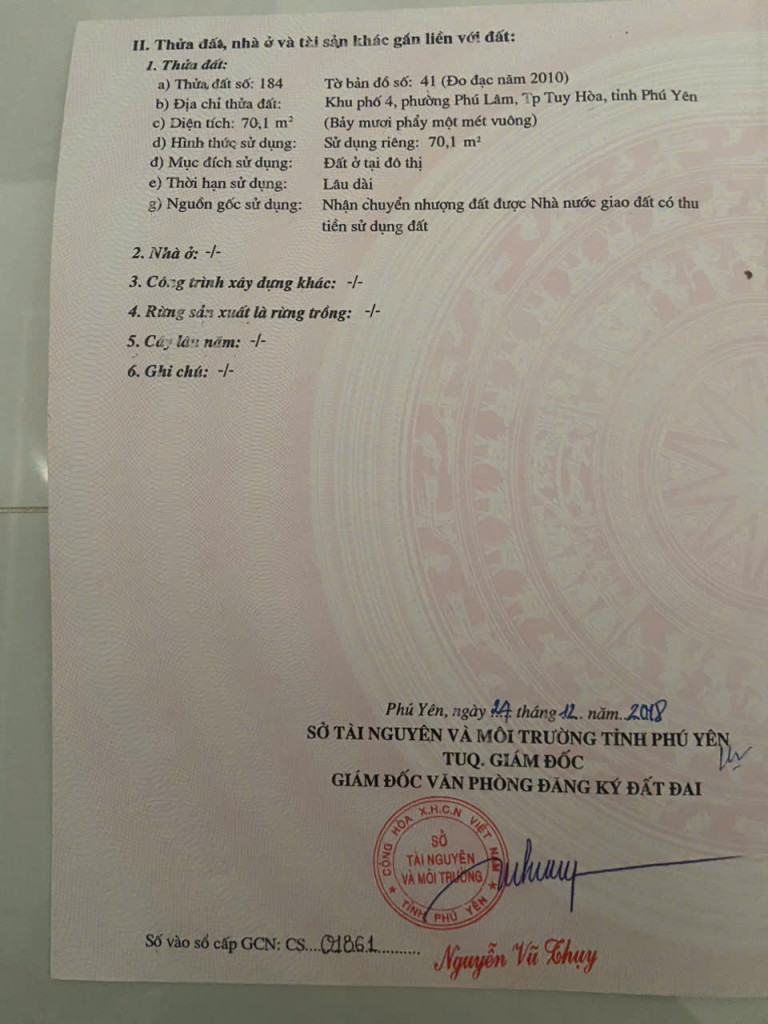 II. Thửa đất, nhà ở và tài sản khác gắn liền với đất:
1. Thửa đất:
a) Thửa đất số: 184 Tờ bản đồ số: 41 (Đo đạc năm 2010)
b) Địa chỉ thửa đất: Khu phố 4, phường Phú Lâm, Tp Tuy Hòa, tỉnh Phú Yên
c) Diện tích: 70,1 m² (Bảy mươi phẩy một mét vuông)
d) Hình thức sử dụng: Sử dụng riêng: 70,1 m²
đ) Mục đích sử dụng: Đất ở tại đô thị
e) Thời hạn sử dụng: Lâu dài
g) Nguồn gốc sử dụng: Nhận chuyển nhượng đất được Nhà nước giao đất có thu
tiền sử dụng đất
2. Nhà ở: -/-
3. Công trình xây dựng khác: -/-
4. Rừng sản xuất là rừng trồng: -/-
5. Cây lâu năm: -/-
6. Ghi chú: -/-
Phú Yên, ngày tháng 12. năm 2018
SỞ TÀI NGUYÊN VÀ MÔI TRƯỜNG TỈNH PHÚ YÊN
TUQ. GIÁM ĐỐC
GIÁM ĐỐC VĂN PHÒNG ĐĂNG KÝ ĐẤT ĐAI
CỘNG HÒA X.H.C.N VIỆT NAM
SỞ
TÀI NGUYÊN
VÀ MÔI TRƯỜNG
TỈNH PHÚ YÊN
Số vào sổ cấp GCN: CS....01861..........
Nguyễn Vũ Thụy